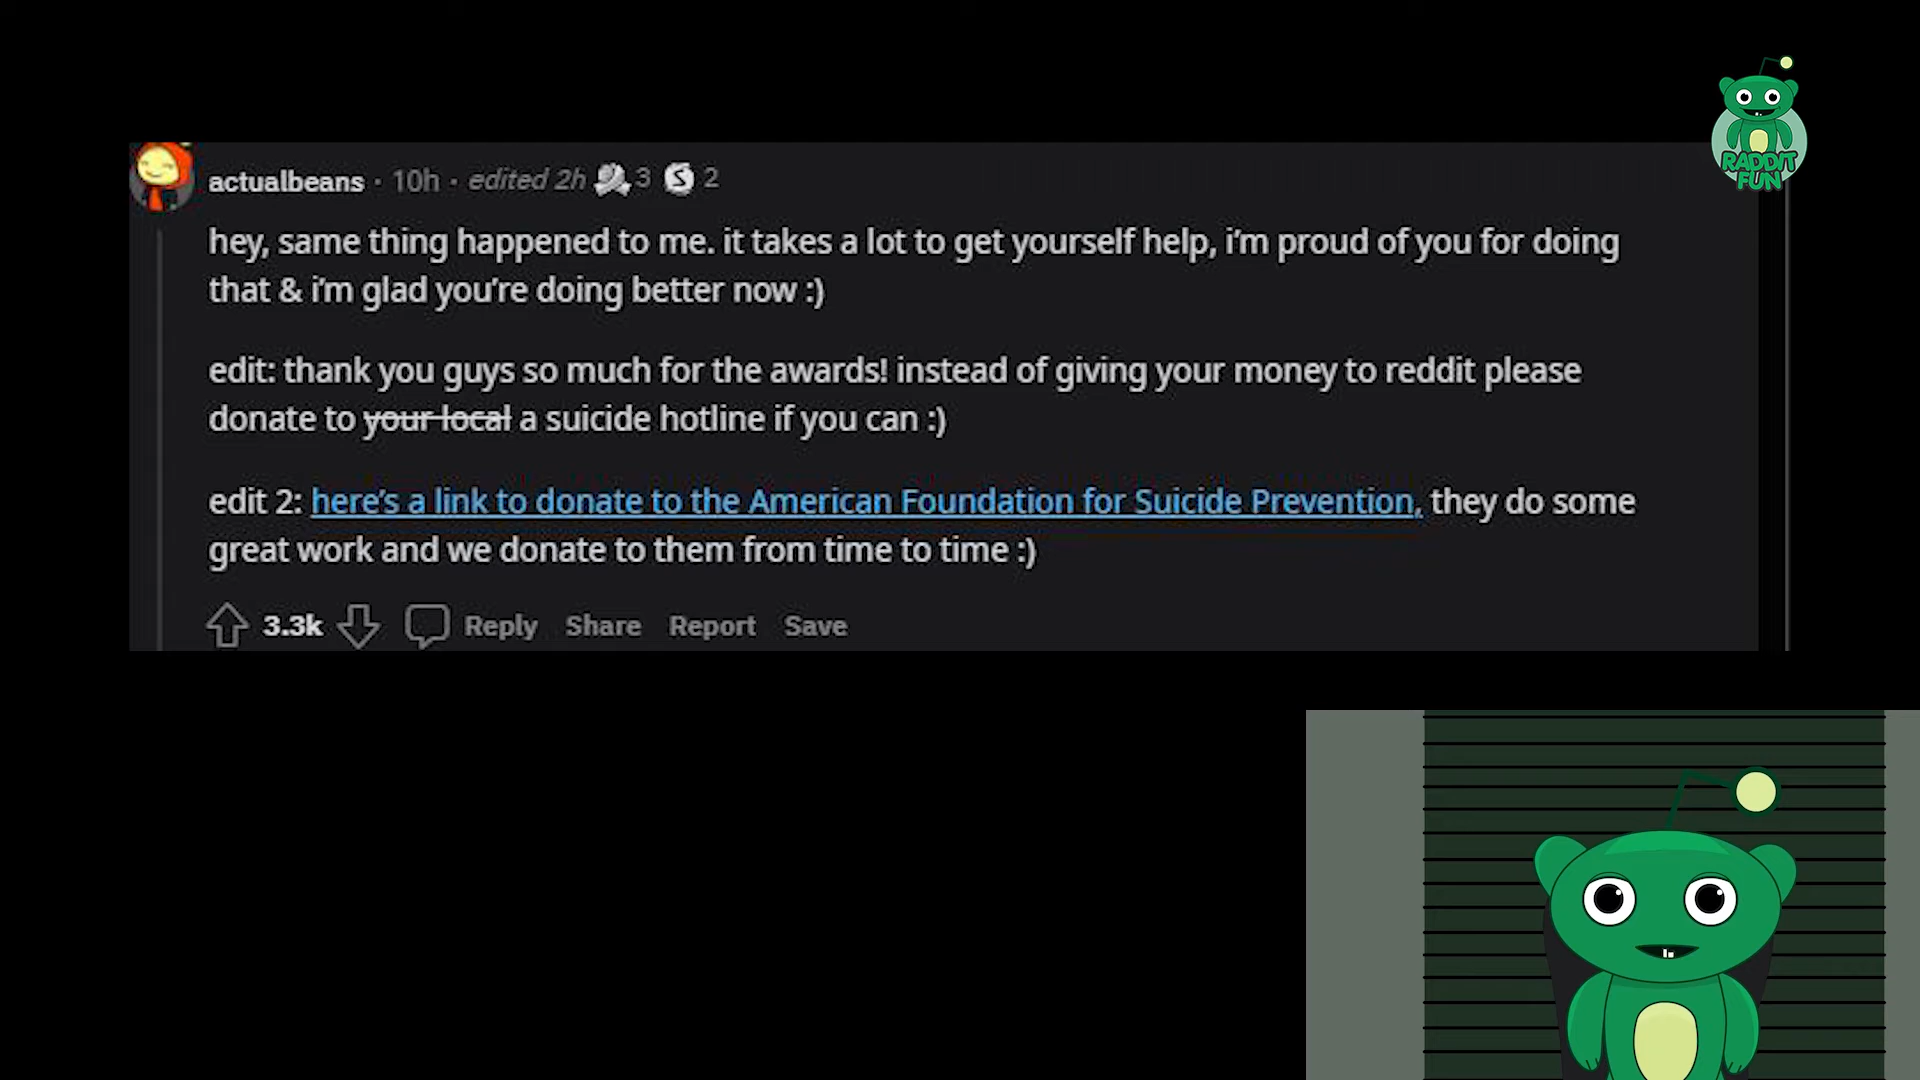 RADDIT
FUN
actualbeans · 10h · edited 2h 3 S 2
hey, same thing happened to me. it takes a lot to get yourself help, i'm proud of you for doing
that & i'm glad you're doing better now :)
edit: thank you guys so much for the awards! instead of giving your money to reddit please
donate to your local a suicide hotline if you can :)
edit 2: here's a link to donate to the American Foundation for Suicide Prevention, they do some
great work and we donate to them from time to time :)
3.3k Reply Share Report Save